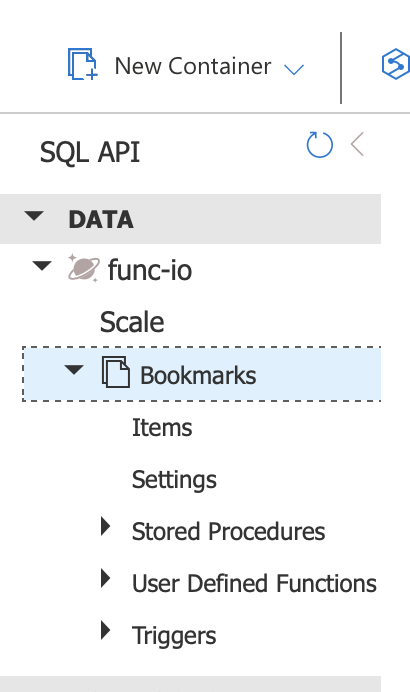 New Container
SQL API
DATA
func-io
Scale
Bookmarks
Items
Settings
Stored Procedures
User Defined Functions
Triggers